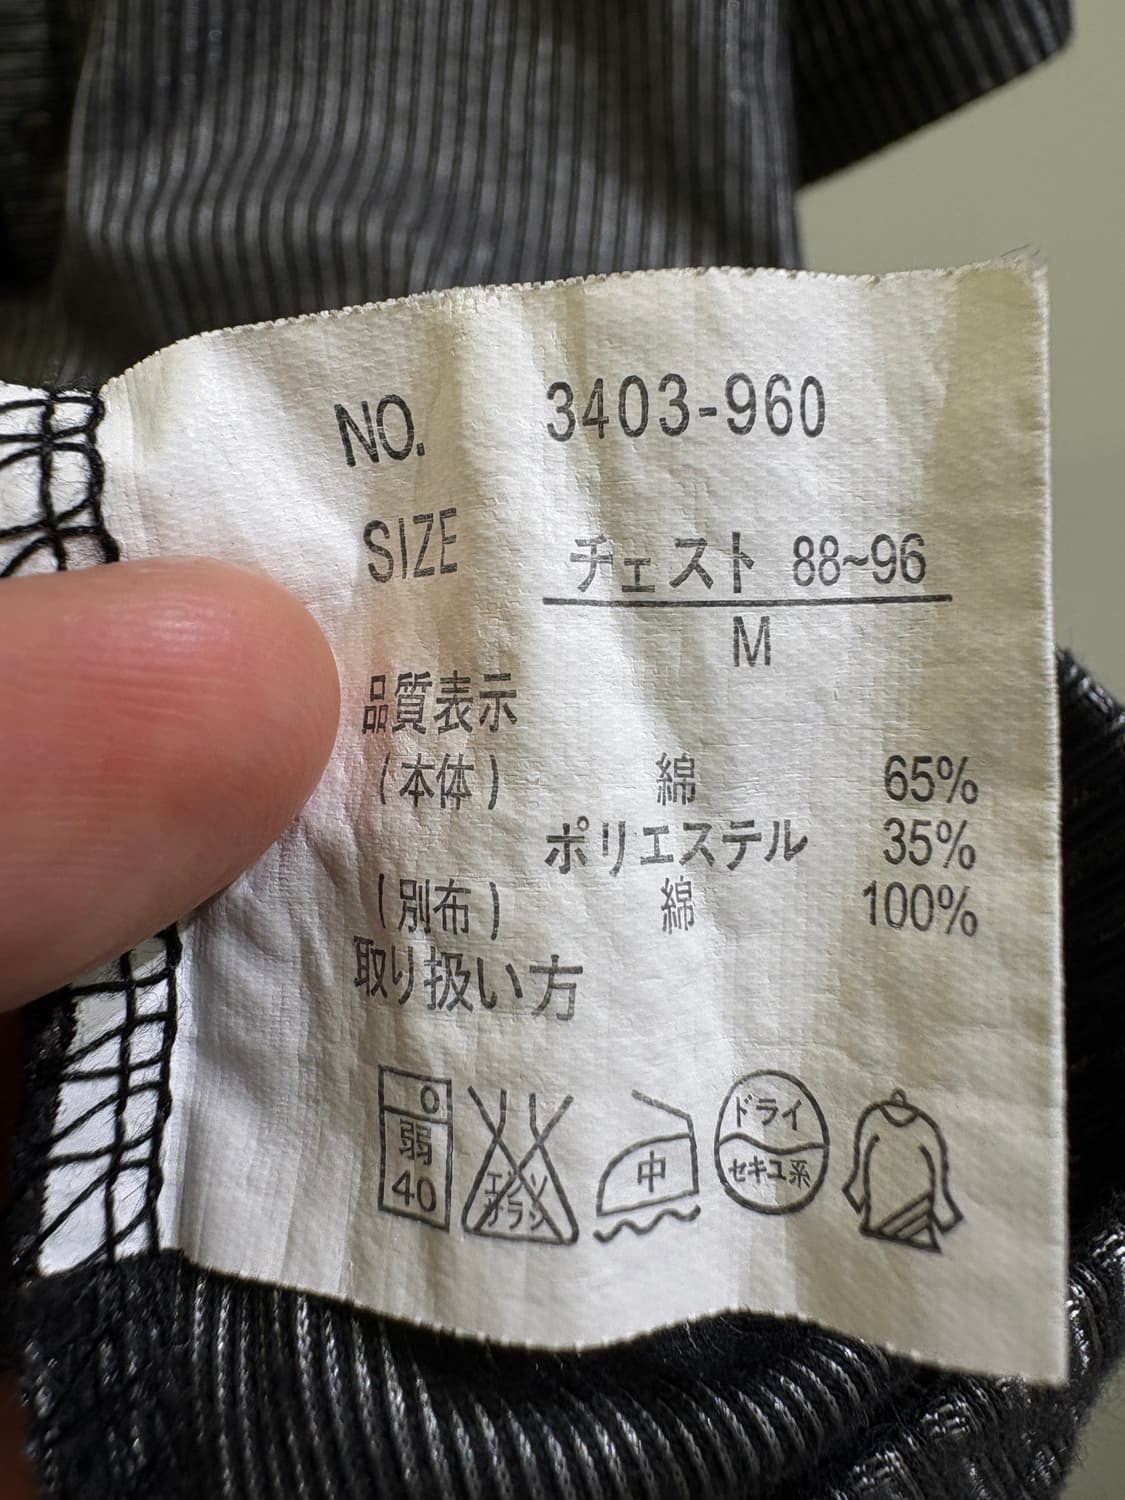 NO. 3403-960
SIZE チェスト 88~96
M
品質表示
(本体) 綿 65%
ポリエステル 35%
(別布) 綿 100%
取り扱い方
弱
40
エンソ
サラシ
中
ドライ
セキユ系